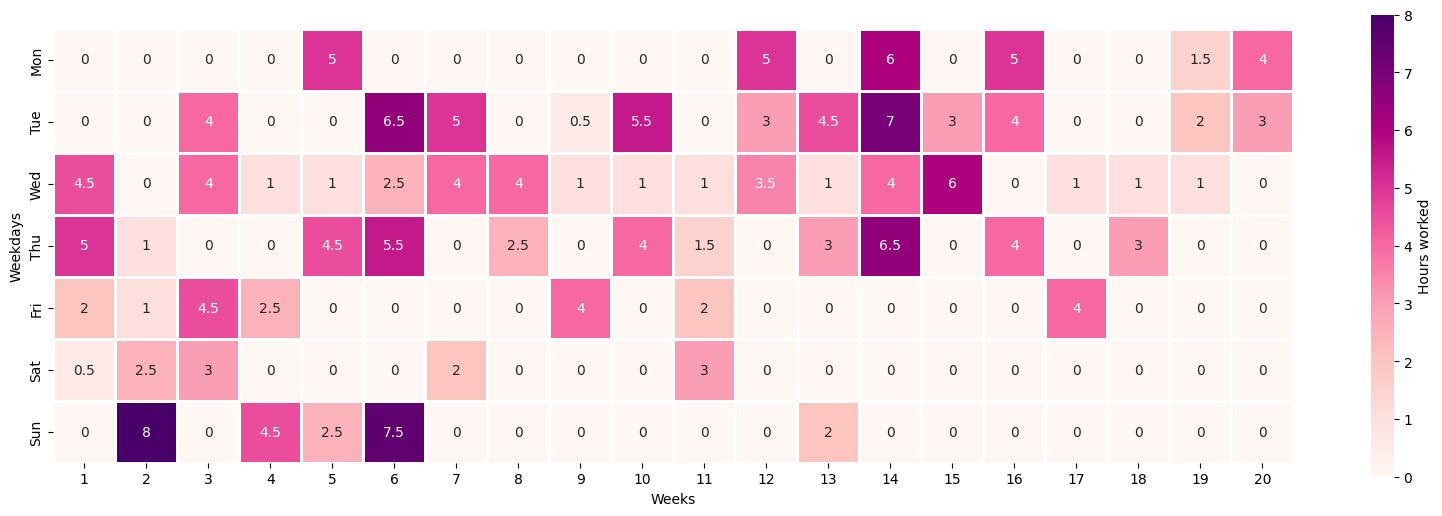 Mon 0 0 0 0 5 0 0 0 0 0 0 5 0 6 0 5 0 0 1.5 4
Tue 0 0 4 0 0 6.5 5 0 0.5 5.5 0 3 4.5 7 3 4 0 0 2 3
Wed 4.5 0 4 1 1 2.5 4 4 1 1 1 3.5 1 4 6 0 1 1 1 0
Thu 5 1 0 0 4.5 5.5 0 2.5 0 4 1.5 0 3 6.5 0 4 0 3 0 0
Fri 2 1 4.5 2.5 0 0 0 0 4 0 2 0 0 0 0 0 4 0 0 0
Sat 0.5 2.5 3 0 0 0 2 0 0 0 3 0 0 0 0 0 0 0 0 0
Sun 0 8 0 4.5 2.5 7.5 0 0 0 0 0 0 2 0 0 0 0 0 0 0
1 2 3 4 5 6 7 8 9 10 11 12 13 14 15 16 17 18 19 20
Weeks
Weekdays
8
7
6
5
4
3
2
1
0
Hours worked